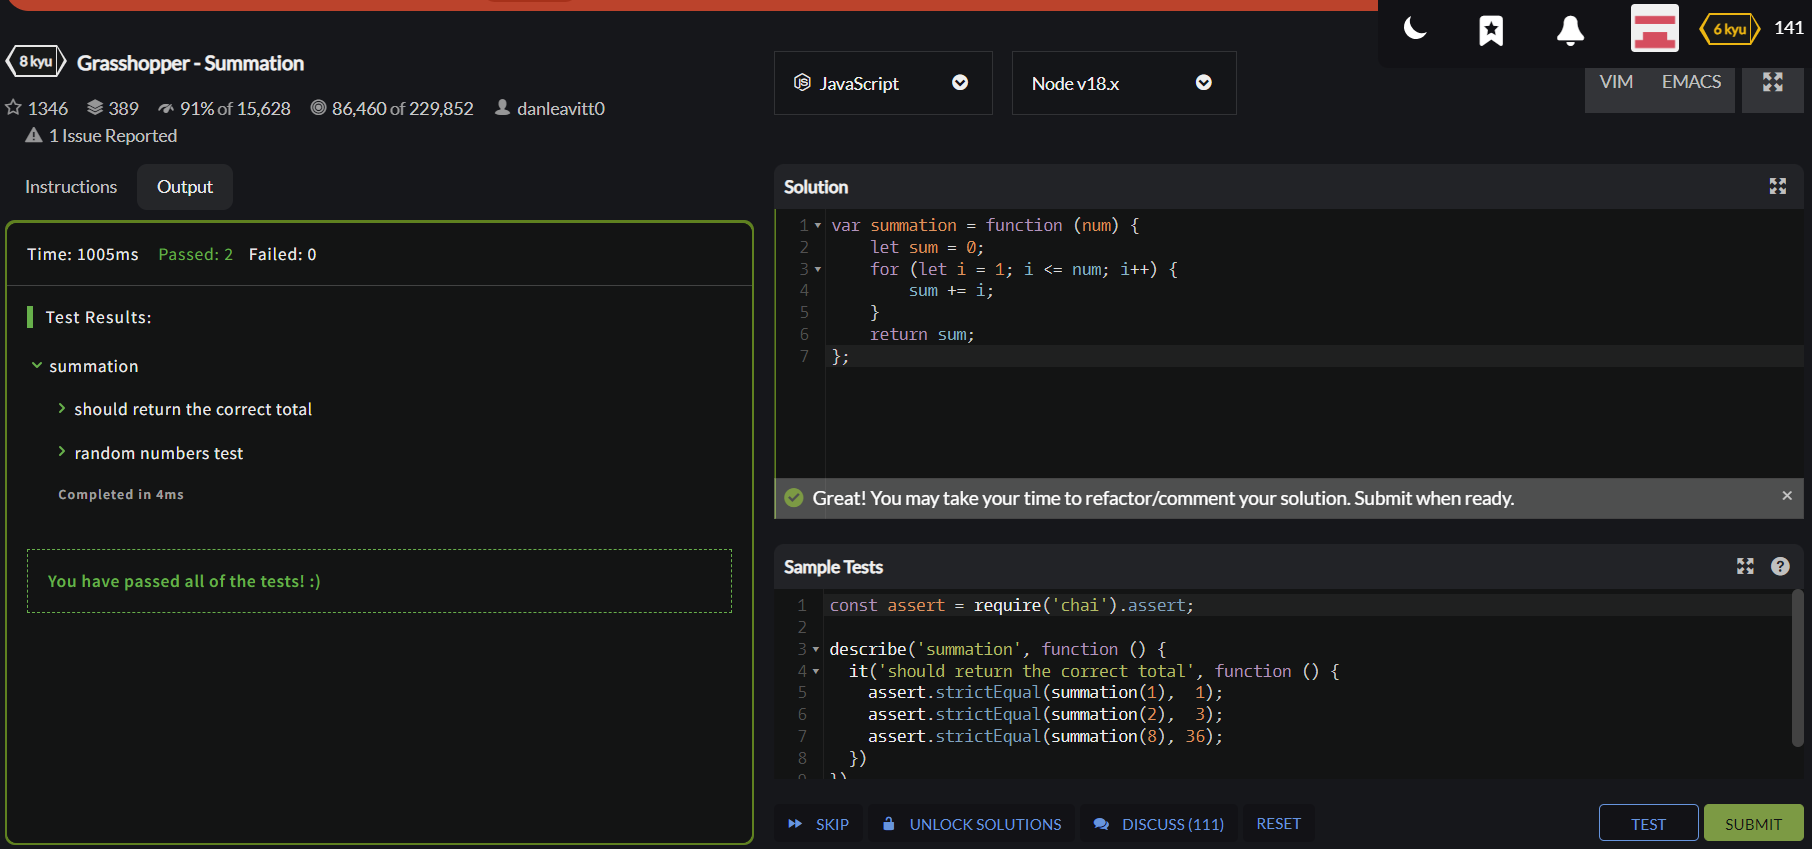 8 kyu Grasshopper - Summation
1346 389 91% of 15,628 86,460 of 229,852 danleavitt0
1 Issue Reported
6 kyu 141
JavaScript Node v18.x
VIM EMACS
Instructions Output
Time: 1005ms Passed: 2 Failed: 0
Test Results:
summation
should return the correct total
random numbers test
Completed in 4ms
You have passed all of the tests! :)
Solution
1 var summation = function (num) {
2 let sum = 0;
3 for (let i = 1; i <= num; i++) {
4 sum += i;
5 }
6 return sum;
7 };
Great! You may take your time to refactor/comment your solution. Submit when ready.
Sample Tests
1 const assert = require('chai').assert;
2
3 describe('summation', function () {
4 it('should return the correct total', function () {
5 assert.strictEqual(summation(1), 1);
6 assert.strictEqual(summation(2), 3);
7 assert.strictEqual(summation(8), 36);
8 })
9 })
SKIP UNLOCK SOLUTIONS DISCUSS (111) RESET
TEST SUBMIT